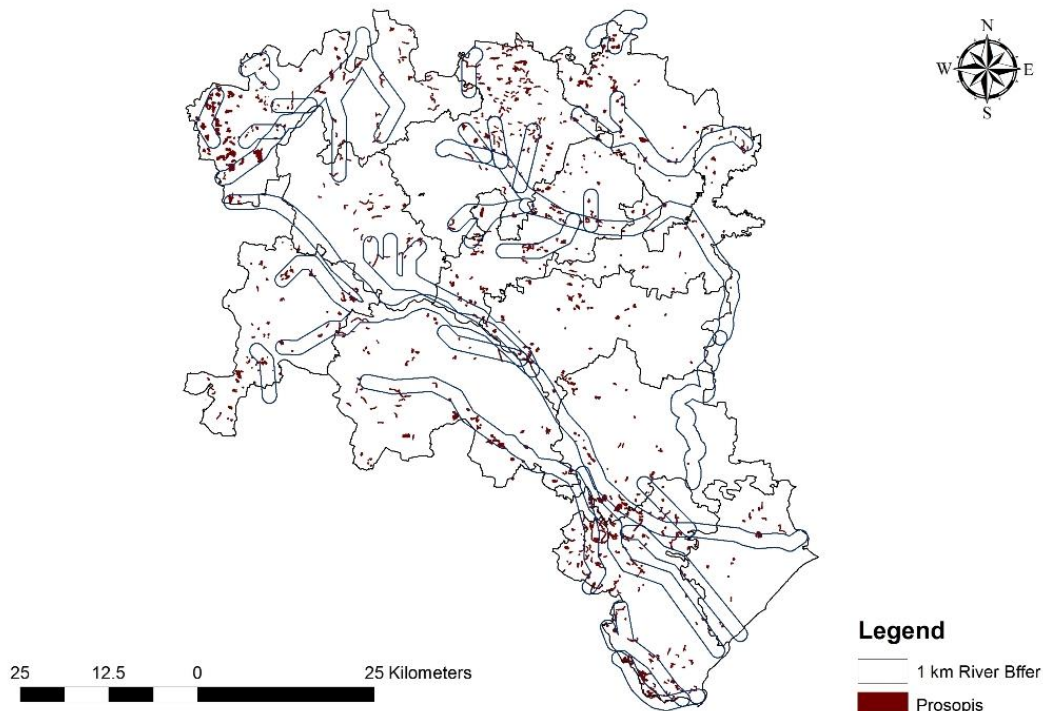 N
W E
S
Legend
1 km River Bffer
Prosopis
25 12.5 0 25 Kilometers